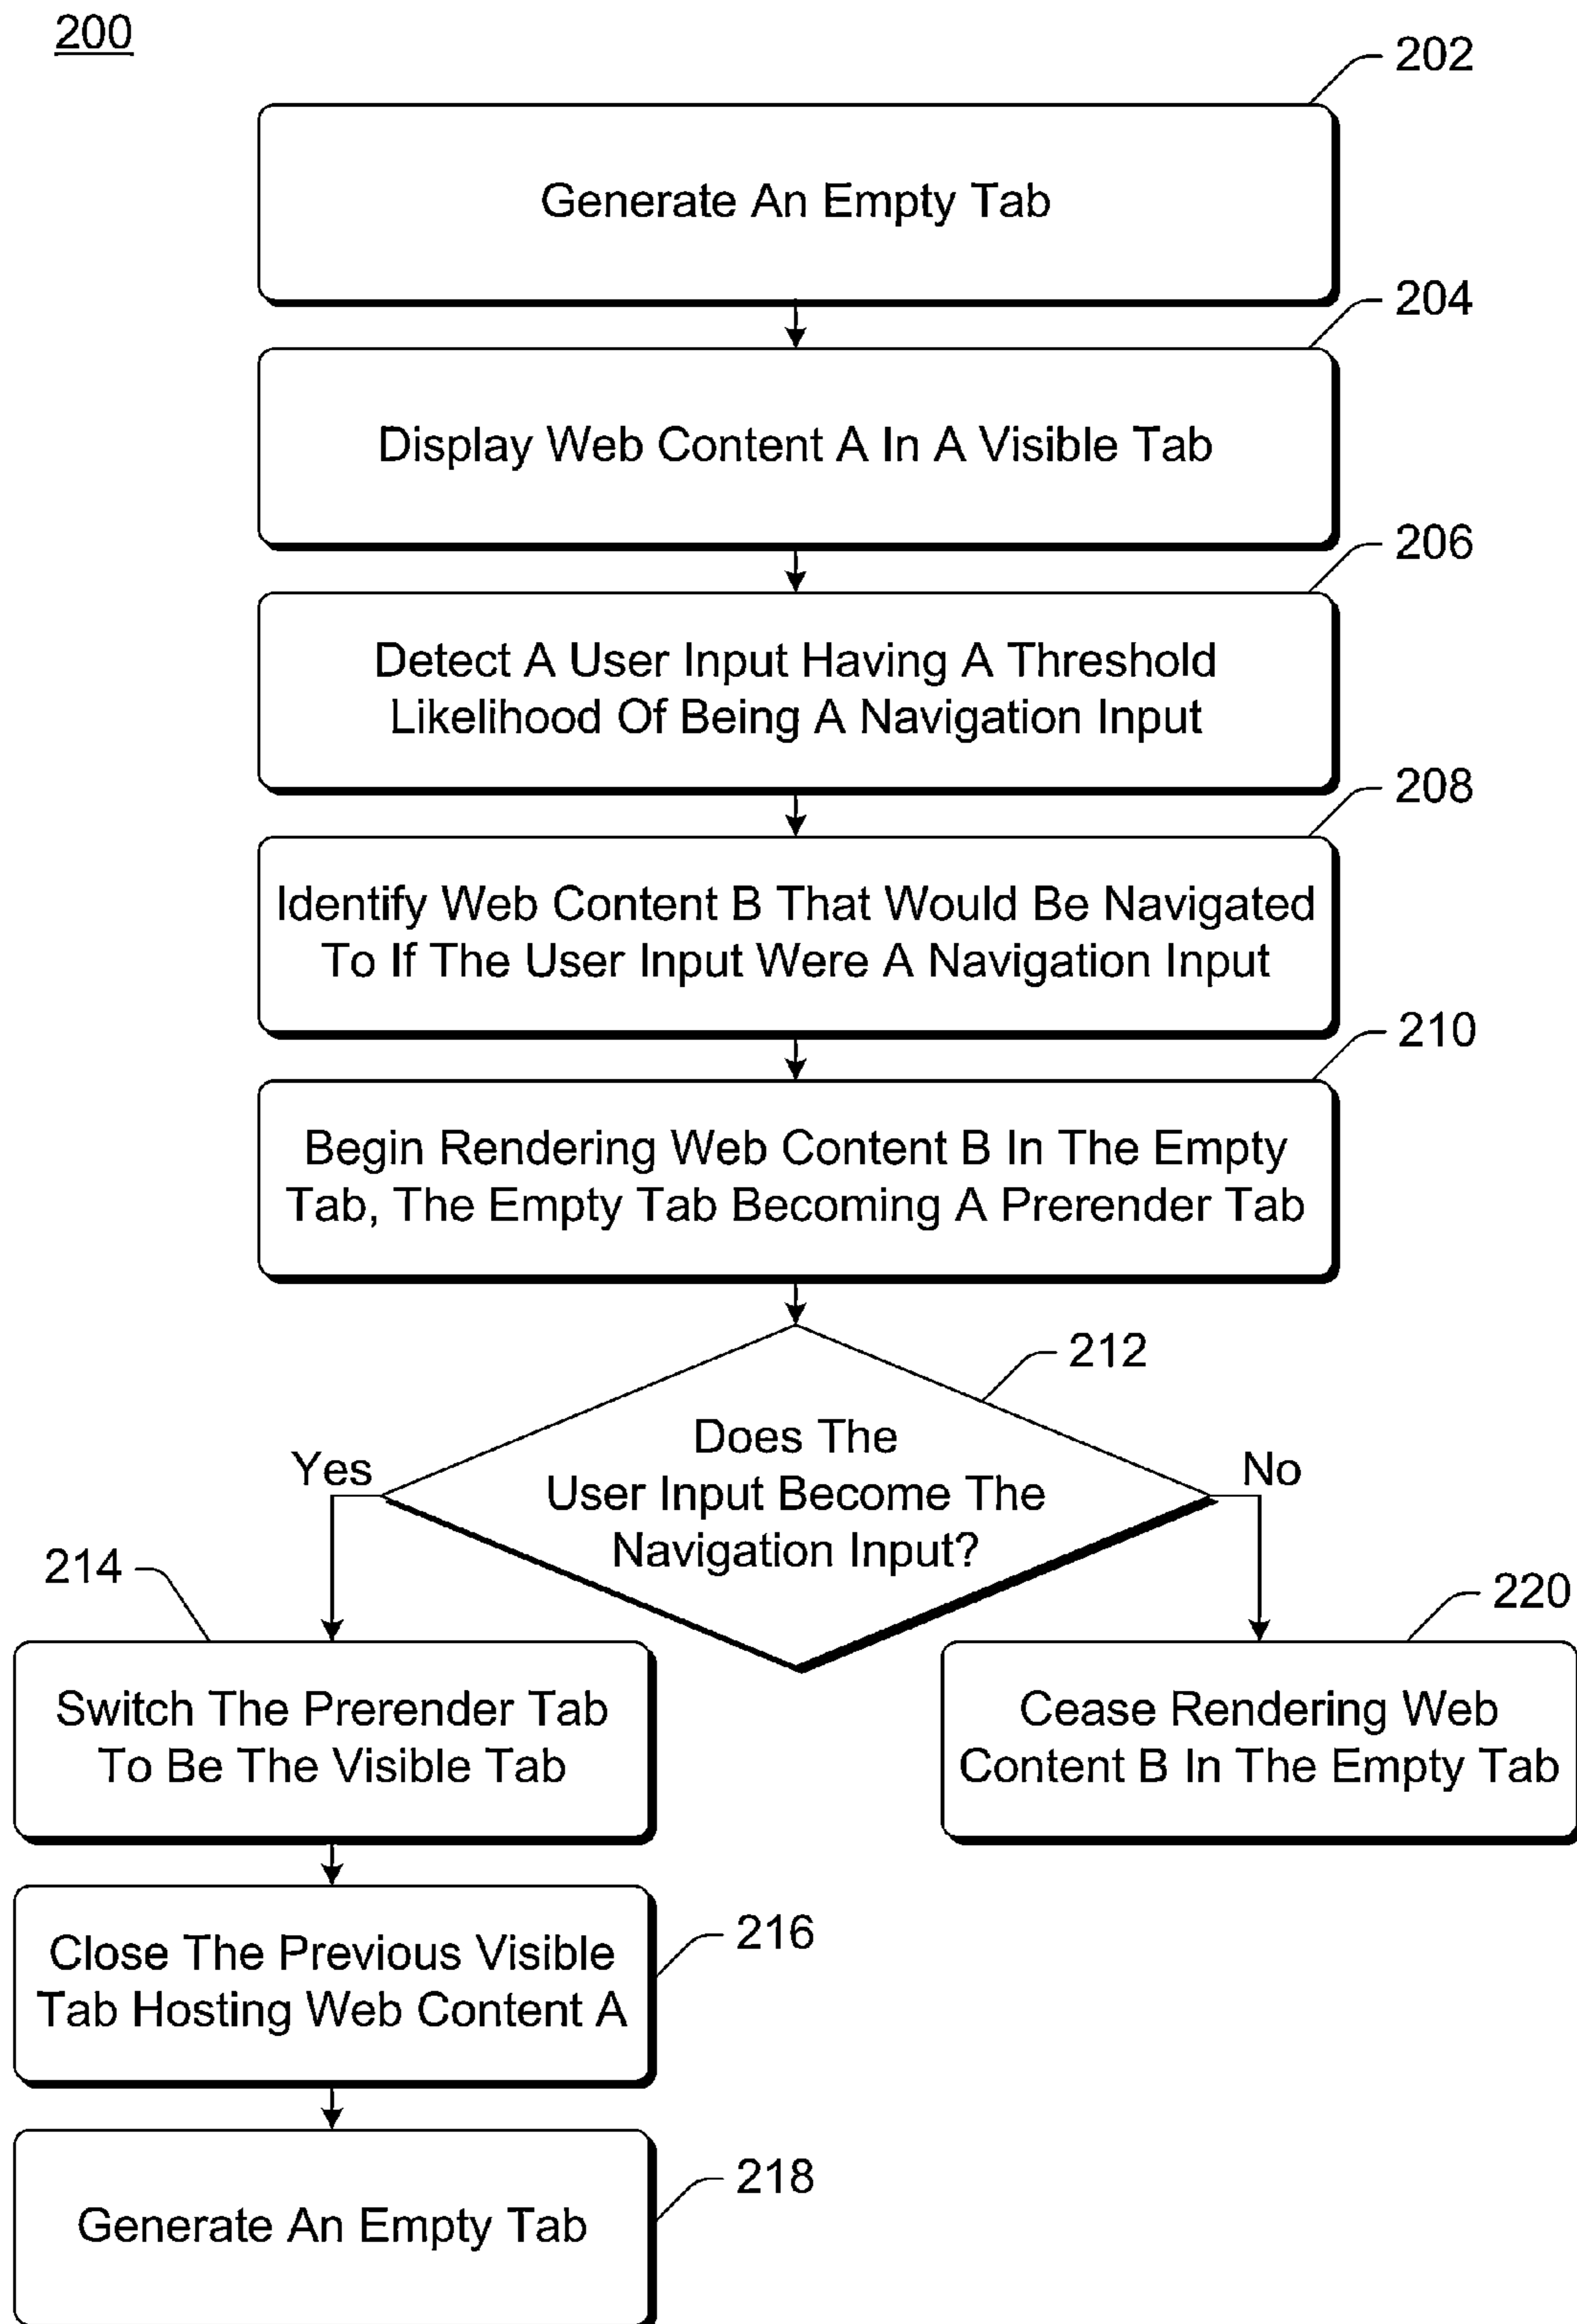 200
202
Generate An Empty Tab
204
Display Web Content A In A Visible Tab
206
Detect A User Input Having A Threshold
Likelihood Of Being A Navigation Input
208
Identify Web Content B That Would Be Navigated
To If The User Input Were A Navigation Input
210
Begin Rendering Web Content B In The Empty
Tab, The Empty Tab Becoming A Prerender Tab
212
Does The
User Input Become The
Navigation Input?
Yes
No
214
Switch The Prerender Tab
To Be The Visible Tab
220
Cease Rendering Web
Content B In The Empty Tab
216
Close The Previous Visible
Tab Hosting Web Content A
218
Generate An Empty Tab